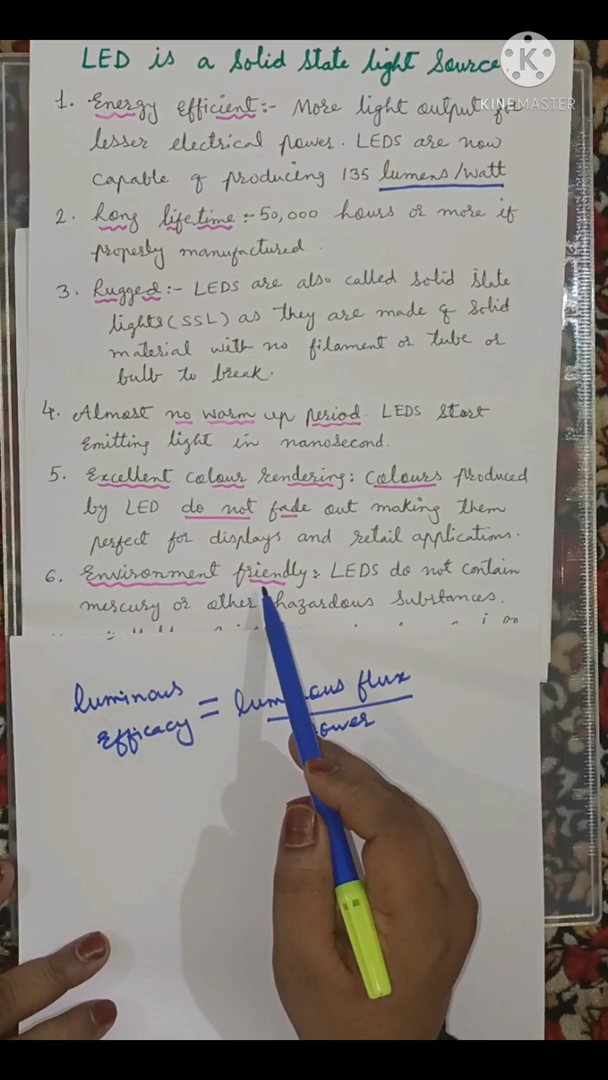 LED is a Solid State light Source
K
KINEMASTER
1. Energy efficient:- More light output for
lesser electrical power. LEDS are now
capable of producing 135 lumens/watt
2. Long life time:- 50,000 hours or more if
properly manufactured.
3. Rugged:- LEDS are also called Solid State
lights (SSL) as they are made of Solid
material with no filament or tube or
bulb to break.
4. Almost no warm up period. LEDS Start
Emitting light in nanosecond.
5. Excellent colour rendering: colours produced
by LED do not fade out making them
perfect for displays and retail applications.
6. Environment friendly: LEDS do not contain
mercury or other hazardous Substances.
luminous
efficacy = luminous flux
power